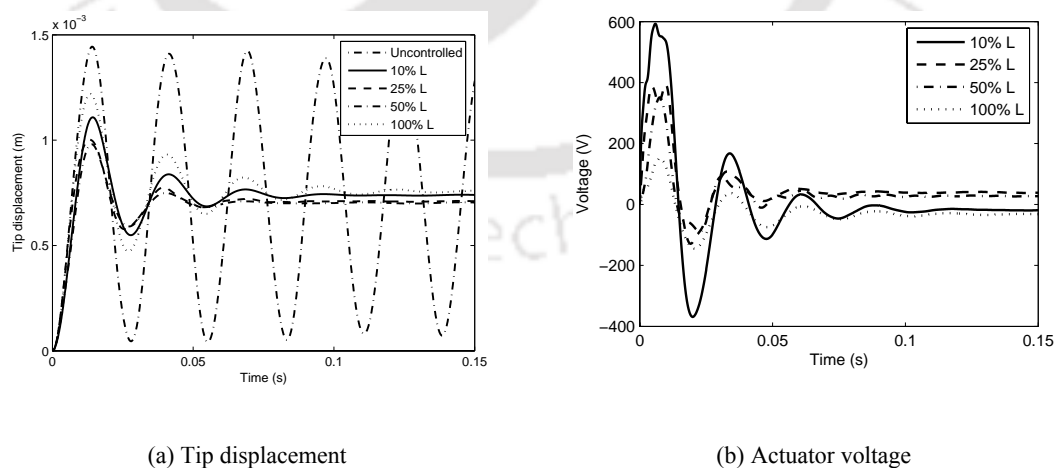 x 10⁻³
1.5
1
0.5
0
0 0.05 0.1 0.15
Tip displacement (m)
Time (s)
Uncontrolled
10% L
25% L
50% L
100% L
600
400
200
0
−200
−400
0 0.05 0.1 0.15
Voltage (V)
Time (s)
10% L
25% L
50% L
100% L
ech
(a) Tip displacement
(b) Actuator voltage